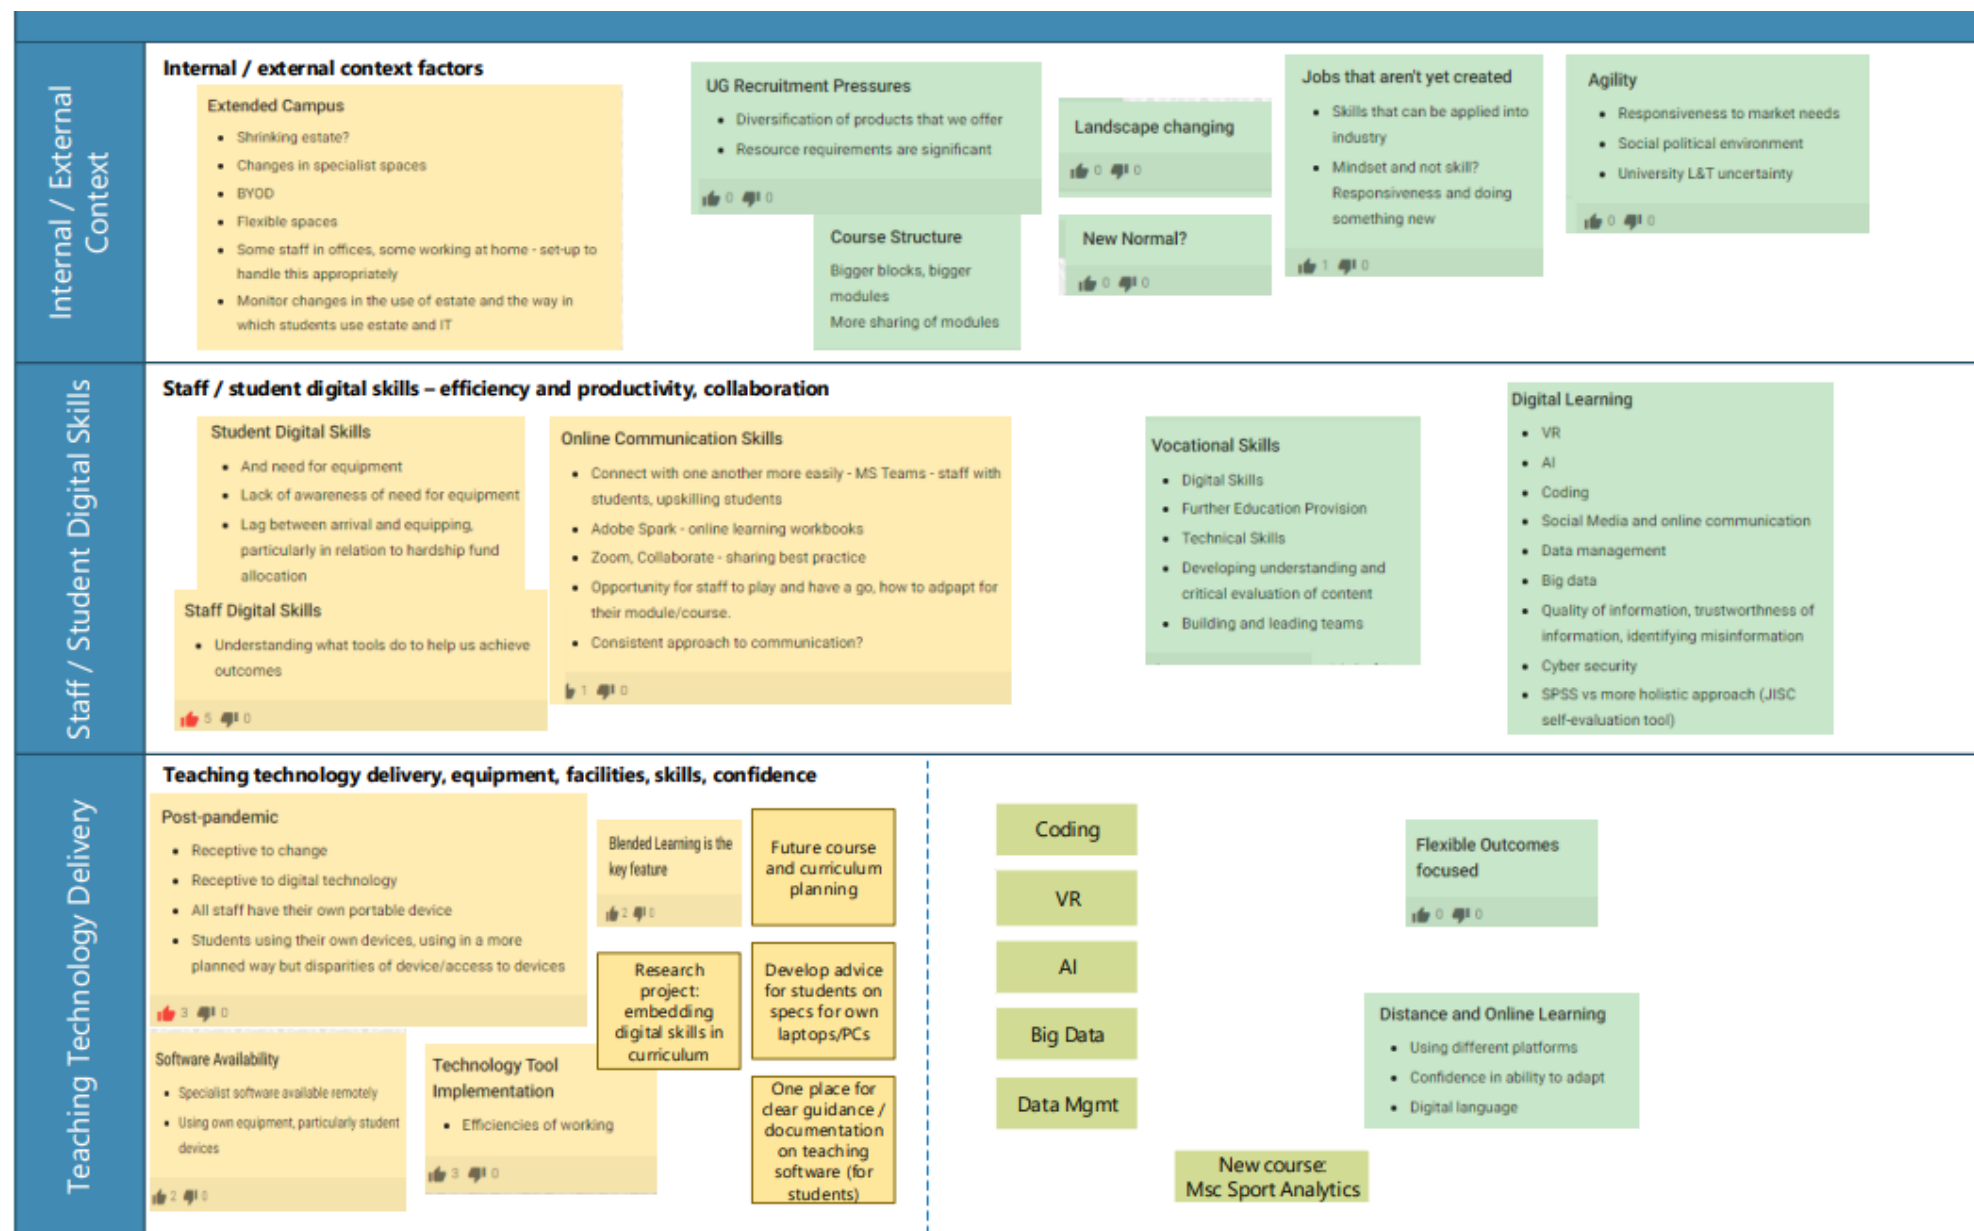 Internal / External
Context
Internal / external context factors
Extended Campus
• Shrinking estate?
• Changes in specialist spaces
• BYOD
• Flexible spaces
• Some staff in offices, some working at home - set-up to
handle this appropriately
• Monitor changes in the use of estate and the way in
which students use estate and IT
UG Recruitment Pressures
• Diversification of products that we offer
• Resource requirements are significant
0 0
Course Structure
Bigger blocks, bigger
modules
More sharing of modules
Landscape changing
0 0
New Normal?
0 0
Jobs that aren't yet created
• Skills that can be applied into
industry
• Mindset and not skill?
Responsiveness and doing
something new
1 0
Agility
• Responsiveness to market needs
• Social political environment
• University L&T uncertainty
0 0
Staff / Student Digital Skills
Staff / student digital skills – efficiency and productivity, collaboration
Student Digital Skills
• And need for equipment
• Lack of awareness of need for equipment
• Lag between arrival and equipping,
particularly in relation to hardship fund
allocation
Staff Digital Skills
• Understanding what tools do to help us achieve
outcomes
5 0
Online Communication Skills
• Connect with one another more easily - MS Teams - staff with
students, upskilling students
• Adobe Spark - online learning workbooks
• Zoom, Collaborate - sharing best practice
• Opportunity for staff to play and have a go, how to adpapt for
their module/course.
• Consistent approach to communication?
1 0
Vocational Skills
• Digital Skills
• Further Education Provision
• Technical Skills
• Developing understanding and
critical evaluation of content
• Building and leading teams
Digital Learning
• VR
• AI
• Coding
• Social Media and online communication
• Data management
• Big data
• Quality of information, trustworthness of
information, identifying misinformation
• Cyber security
• SPSS vs more holistic approach (JISC
self-evaluation tool)
Teaching Technology Delivery
Teaching technology delivery, equipment, facilities, skills, confidence
Post-pandemic
• Receptive to change
• Receptive to digital technology
• All staff have their own portable device
• Students using their own devices, using in a more
planned way but disparities of device/access to devices
3 0
Software Availability
• Specialist software available remotely
• Using own equipment, particularly student
devices
2 0
Technology Tool
Implementation
• Efficiencies of working
3 0
Blended Learning is the
key feature
2 0
Research
project:
embedding
digital skills in
curriculum
Future course
and curriculum
planning
Develop advice
for students on
specs for own
laptops/PCs
One place for
clear guidance /
documentation
on teaching
software (for
students)
Coding
VR
AI
Big Data
Data Mgmt
New course:
Msc Sport Analytics
Flexible Outcomes
focused
0 0
Distance and Online Learning
• Using different platforms
• Confidence in ability to adapt
• Digital language